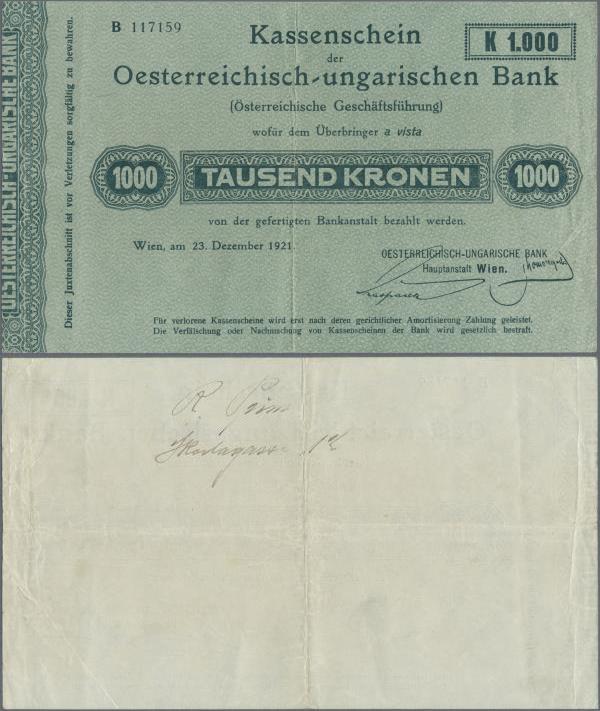 OESTERREICHISCH-UNGARISCHE BANK
Dieser Juxtenabschnitt ist vor Verletzungen sorgfältig zu bewahren.
B 117159
Kassenschein
K 1.000
der
Oesterreichisch-ungarischen Bank
(Österreichische Geschäftsführung)
wofür dem Überbringer a vista
1000 TAUSEND KRONEN 1000
von der gefertigten Bankanstalt bezahlt werden.
Wien, am 23. Dezember 1921
OESTERREICHISCH-UNGARISCHE BANK
Hauptanstalt Wien.
Für verlorene Kassenscheine wird erst nach deren gerichtlicher Amortisierung Zahlung geleistet.
Die Verfälschung oder Nachmachung von Kassenscheinen der Bank wird gesetzlich bestraft.
R.
Skodagasse